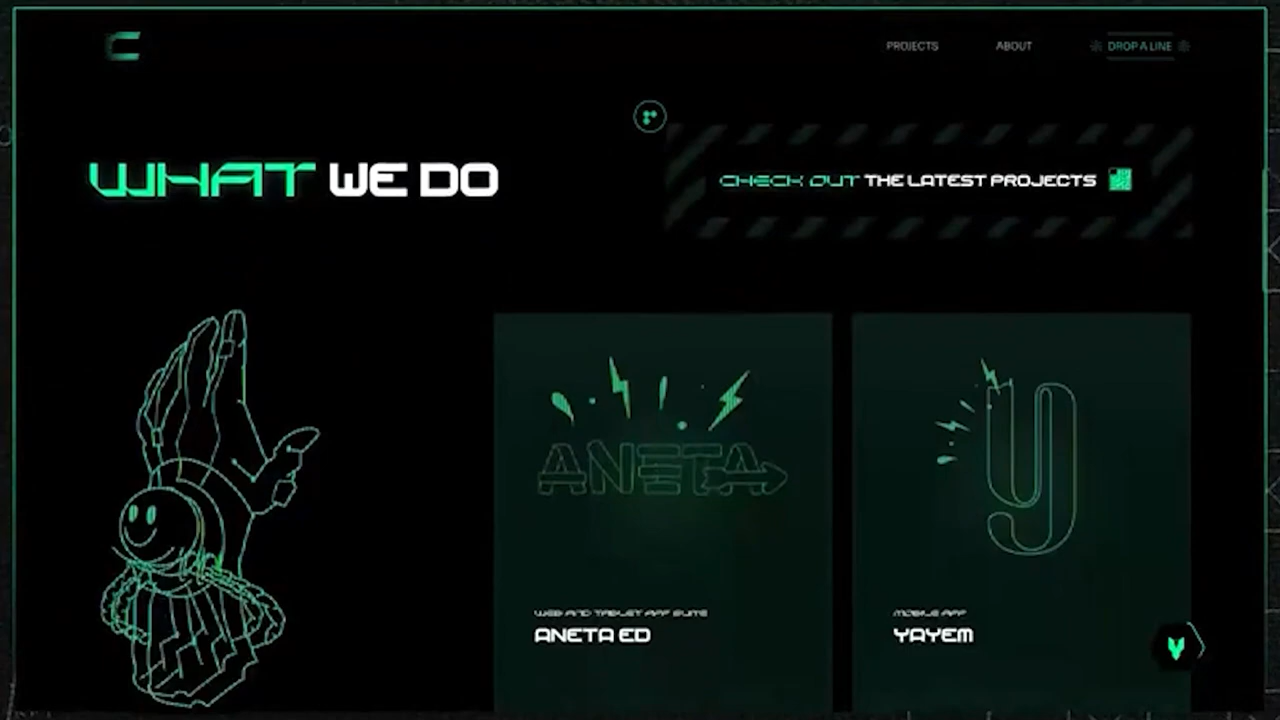 PROJECTS
ABOUT
DROP A LINE
WHAT WE DO
CHECK OUT THE LATEST PROJECTS
ANETA
y
WEB AND TABLET APP SUITE
ANETA ED
MOBILE APP
YAYEM